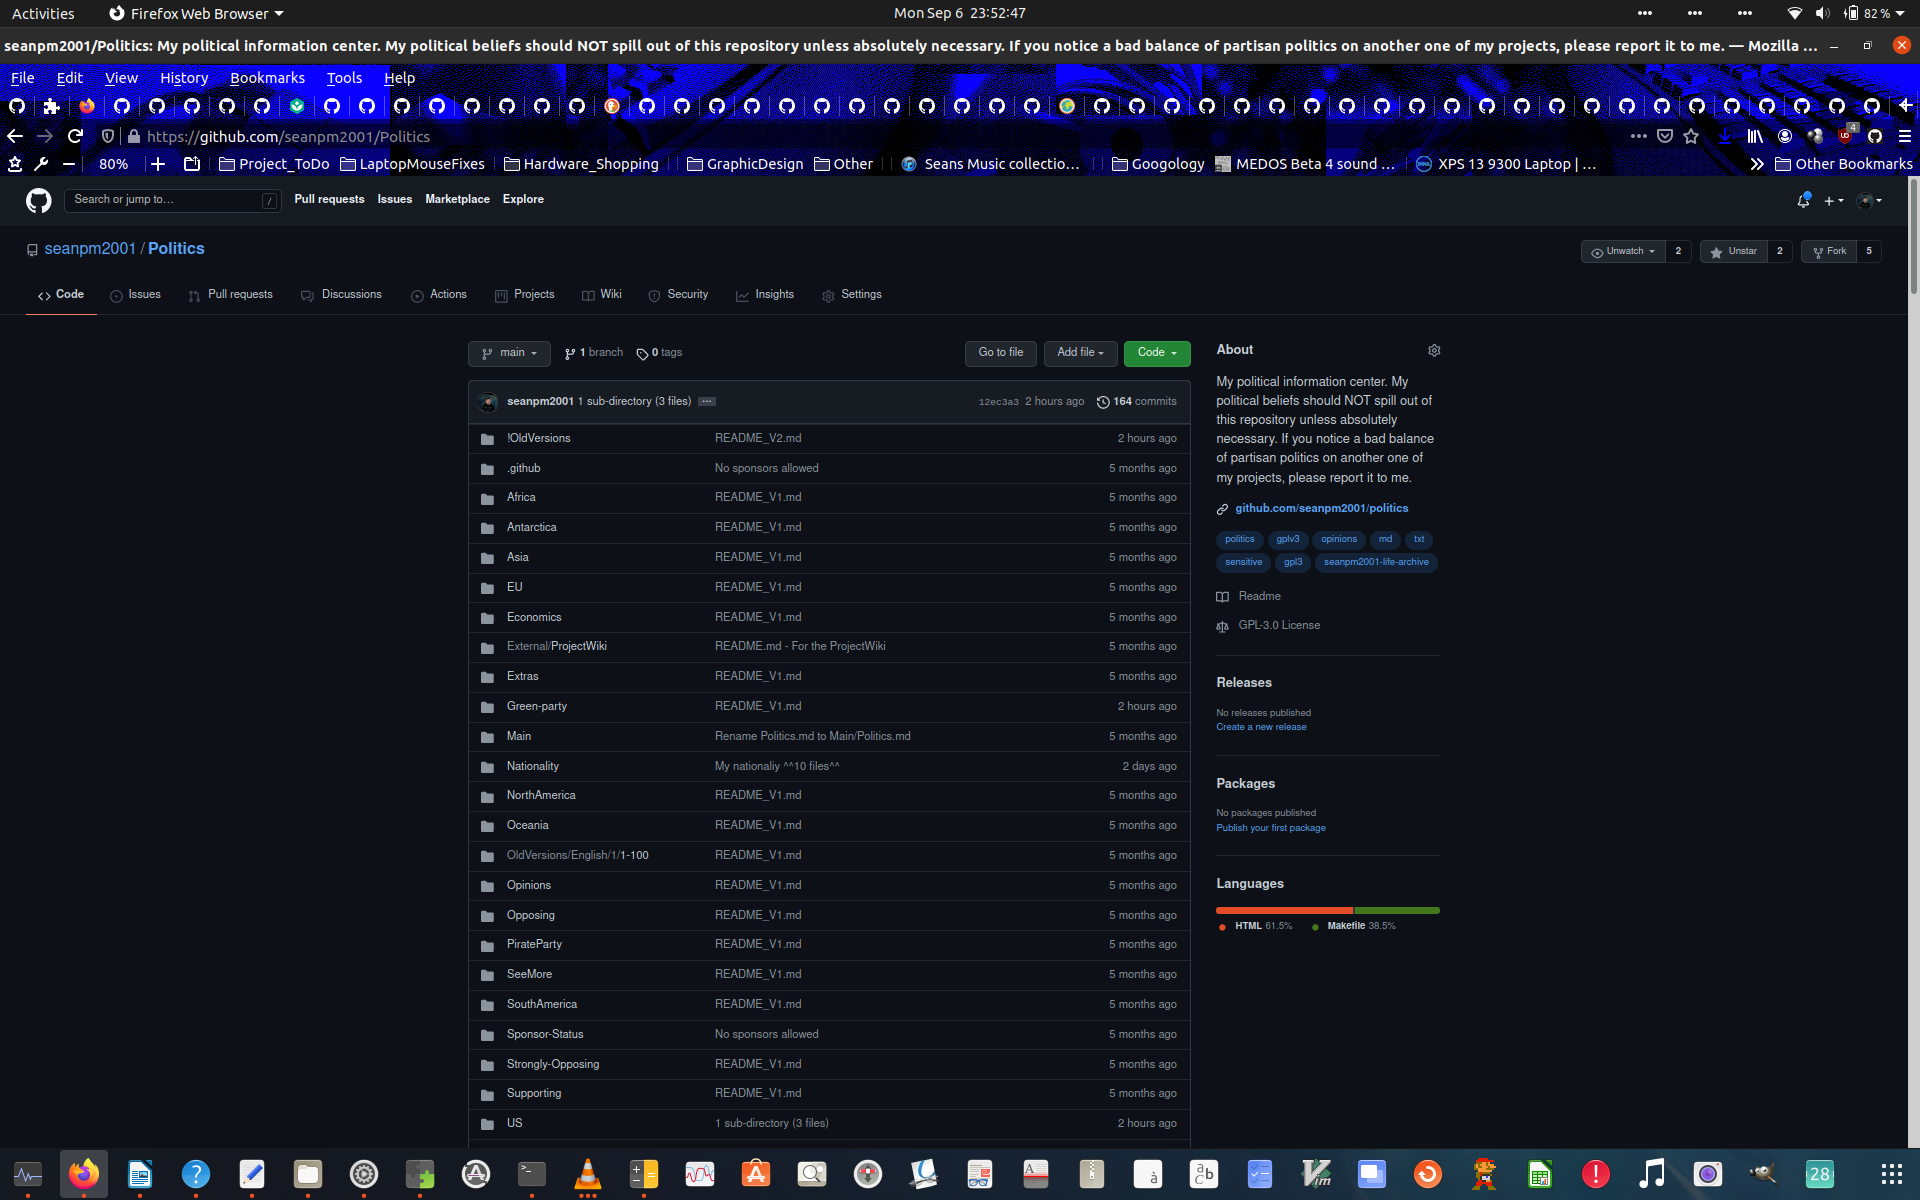 Activities Firefox Web Browser Mon Sep 6 23:52:47 82 %
seanpm2001/Politics: My political information center. My political beliefs should NOT spill out of this repository unless absolutely necessary. If you notice a bad balance of partisan politics on another one of my projects, please report it to me. — Mozilla ...
File Edit View History Bookmarks Tools Help
https://github.com/seanpm2001/Politics 4
80% Project_ToDo LaptopMouseFixes Hardware_Shopping GraphicDesign Other Seans Music collectio... Googology MEDOS Beta 4 sound ... XPS 13 9300 Laptop | ... Other Bookmarks
Search or jump to... / Pull requests Issues Marketplace Explore
seanpm2001 / Politics Unwatch 2 Unstar 2 Fork 5
Code Issues Pull requests Discussions Actions Projects Wiki Security Insights Settings
main 1 branch 0 tags Go to file Add file Code
seanpm2001 1 sub-directory (3 files) ... 12ec3a3 2 hours ago 164 commits
!OldVersions README_V2.md 2 hours ago
.github No sponsors allowed 5 months ago
Africa README_V1.md 5 months ago
Antarctica README_V1.md 5 months ago
Asia README_V1.md 5 months ago
EU README_V1.md 5 months ago
Economics README_V1.md 5 months ago
External/ProjectWiki README.md - For the ProjectWiki 5 months ago
Extras README_V1.md 5 months ago
Green-party README_V1.md 2 hours ago
Main Rename Politics.md to Main/Politics.md 5 months ago
Nationality My nationaliy ^^10 files^^ 2 days ago
NorthAmerica README_V1.md 5 months ago
Oceania README_V1.md 5 months ago
OldVersions/English/1/1-100 README_V1.md 5 months ago
Opinions README_V1.md 5 months ago
Opposing README_V1.md 5 months ago
PirateParty README_V1.md 5 months ago
SeeMore README_V1.md 5 months ago
SouthAmerica README_V1.md 5 months ago
Sponsor-Status No sponsors allowed 5 months ago
Strongly-Opposing README_V1.md 5 months ago
Supporting README_V1.md 5 months ago
US 1 sub-directory (3 files) 2 hours ago
About
My political information center. My
political beliefs should NOT spill out of
this repository unless absolutely
necessary. If you notice a bad balance
of partisan politics on another one of
my projects, please report it to me.
github.com/seanpm2001/politics
politics gplv3 opinions md txt
sensitive gpl3 seanpm2001-life-archive
Readme
GPL-3.0 License
Releases
No releases published
Create a new release
Packages
No packages published
Publish your first package
Languages
HTML 61.5% Makefile 38.5%
28